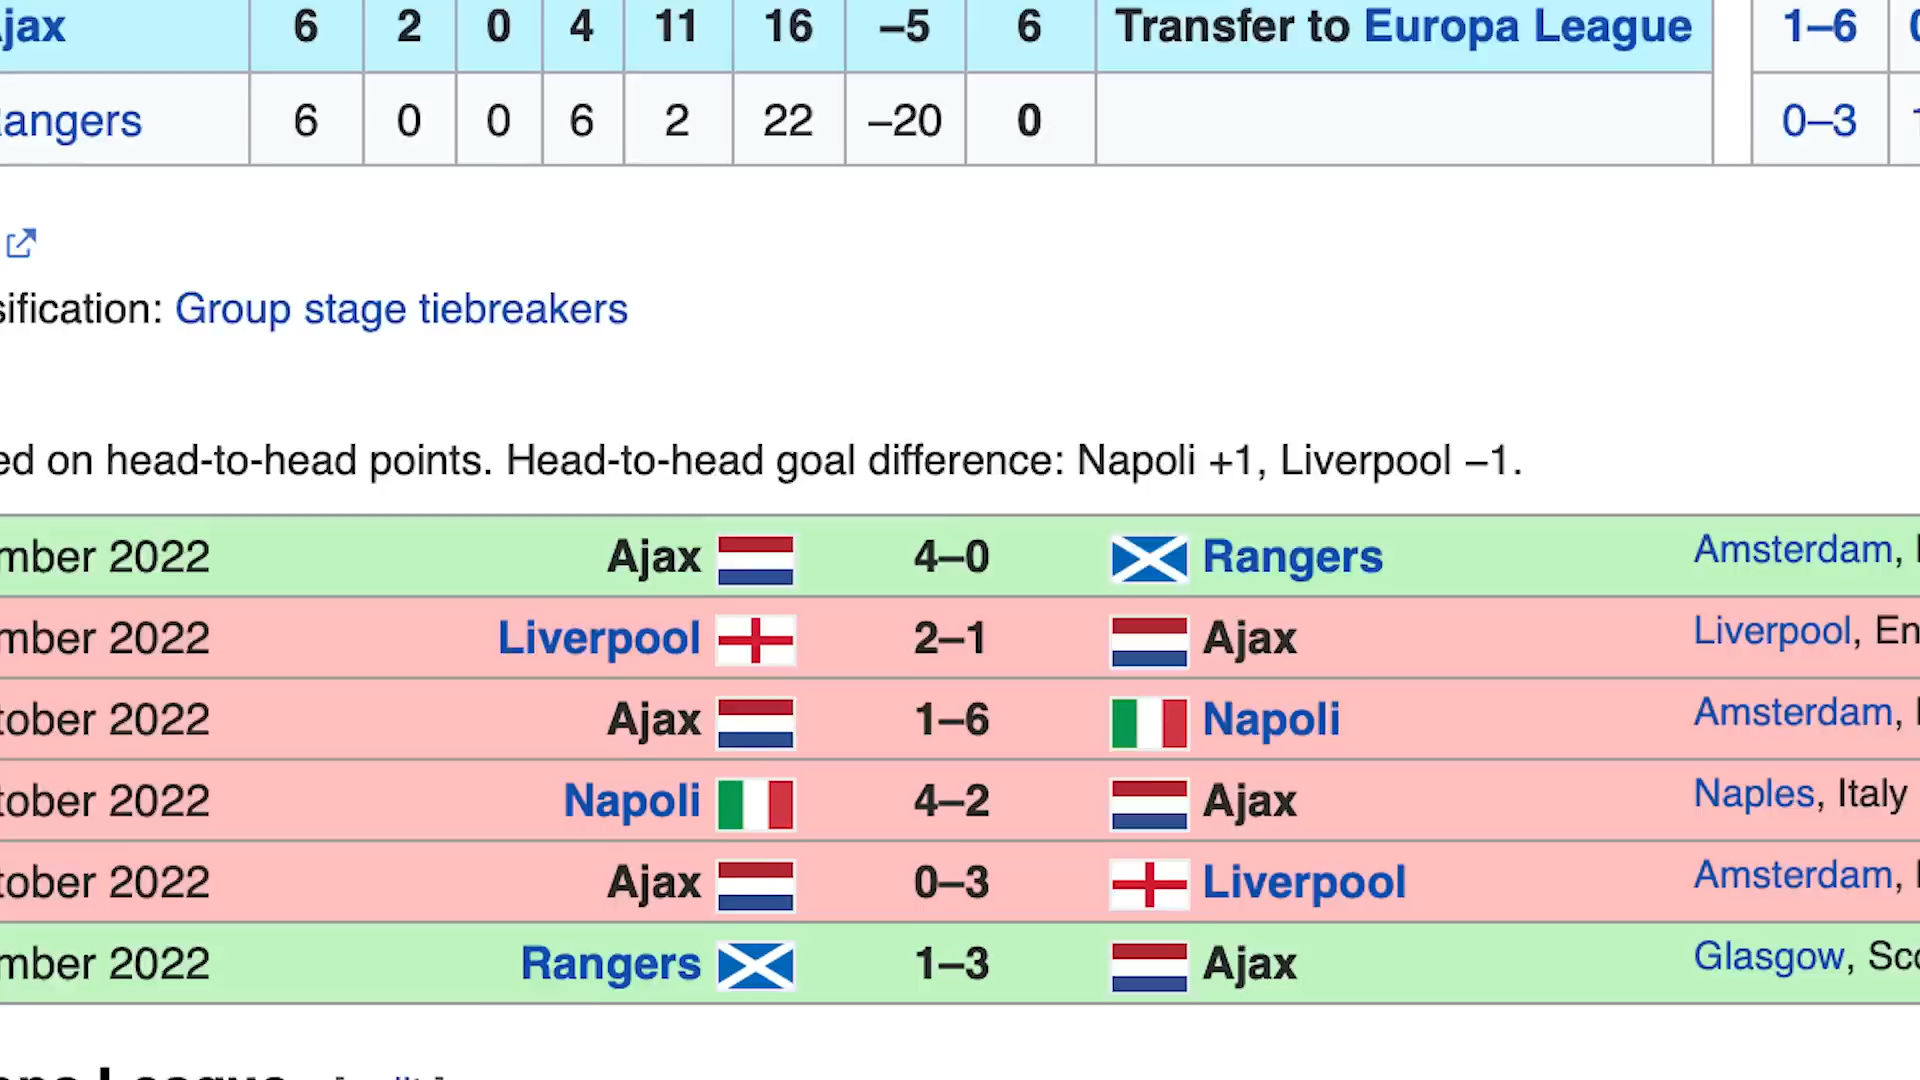 jax 6 2 0 4 11 16 –5 6 Transfer to Europa League 1–6
angers 6 0 0 6 2 22 –20 0 0–3
sification: Group stage tiebreakers
ed on head-to-head points. Head-to-head goal difference: Napoli +1, Liverpool –1.
mber 2022 Ajax 4–0 Rangers Amsterdam,
mber 2022 Liverpool 2–1 Ajax Liverpool, En
tober 2022 Ajax 1–6 Napoli Amsterdam,
tober 2022 Napoli 4–2 Ajax Naples, Italy
tober 2022 Ajax 0–3 Liverpool Amsterdam,
mber 2022 Rangers 1–3 Ajax Glasgow, Sco
League